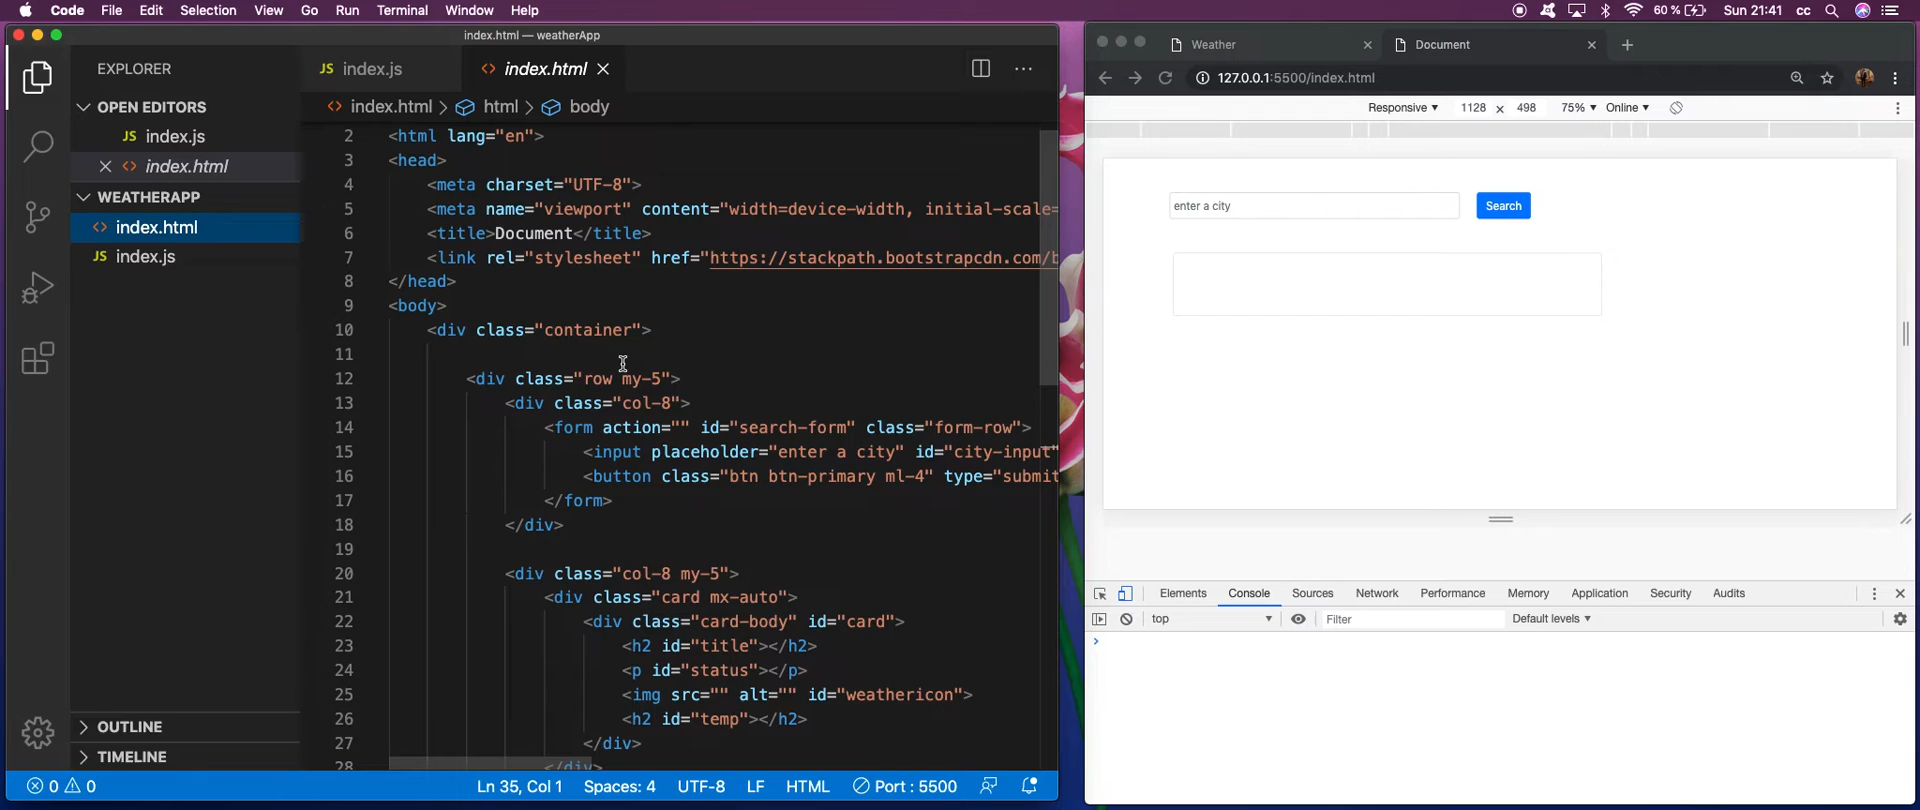 Code File Edit Selection View Go Run Terminal Window Help 60 % Sun 21:41 cc
index.html — weatherApp
EXPLORER
OPEN EDITORS
JS index.js
index.html
WEATHERAPP
index.html
JS index.js
OUTLINE
TIMELINE
JS index.js index.html
index.html > html > body
2 <html lang="en">
3 <head>
4 <meta charset="UTF-8">
5 <meta name="viewport" content="width=device-width, initial-scale=
6 <title>Document</title>
7 <link rel="stylesheet" href="https://stackpath.bootstrapcdn.com/b
8 </head>
9 <body>
10 <div class="container">
11
12 <div class="row my-5">
13 <div class="col-8">
14 <form action="" id="search-form" class="form-row">
15 <input placeholder="enter a city" id="city-input"
16 <button class="btn btn-primary ml-4" type="submit
17 </form>
18 </div>
19
20 <div class="col-8 my-5">
21 <div class="card mx-auto">
22 <div class="card-body" id="card">
23 <h2 id="title"></h2>
24 <p id="status"></p>
25 <img src="" alt="" id="weathericon">
26 <h2 id="temp"></h2>
27 </div>
28 </div>
0 0 Ln 35, Col 1 Spaces: 4 UTF-8 LF HTML Port : 5500
Weather Document
127.0.0.1:5500/index.html
Responsive 1128 × 498 75% Online
enter a city Search
Elements Console Sources Network Performance Memory Application Security Audits
top Filter Default levels